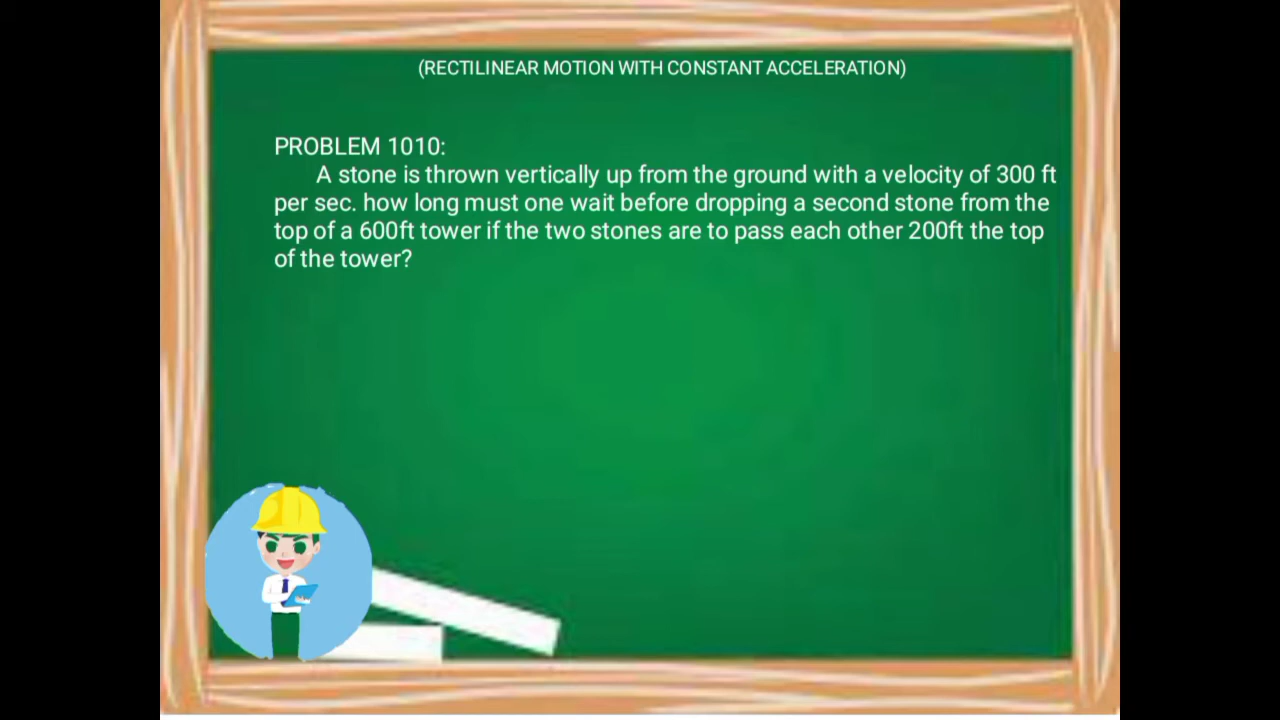 (RECTILINEAR MOTION WITH CONSTANT ACCELERATION)
PROBLEM 1010:
A stone is thrown vertically up from the ground with a velocity of 300 ft
per sec. how long must one wait before dropping a second stone from the
top of a 600ft tower if the two stones are to pass each other 200ft the top
of the tower?